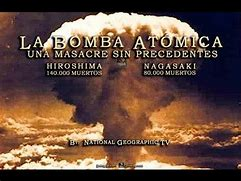 LA BOMBA ATÓMICA
UNA MASACRE SIN PRECEDENTES
HIROSHIMA NAGASAKI
140.000 MUERTOS 80.000 MUERTOS
BY NATIONAL GEOGRAPHIC TV